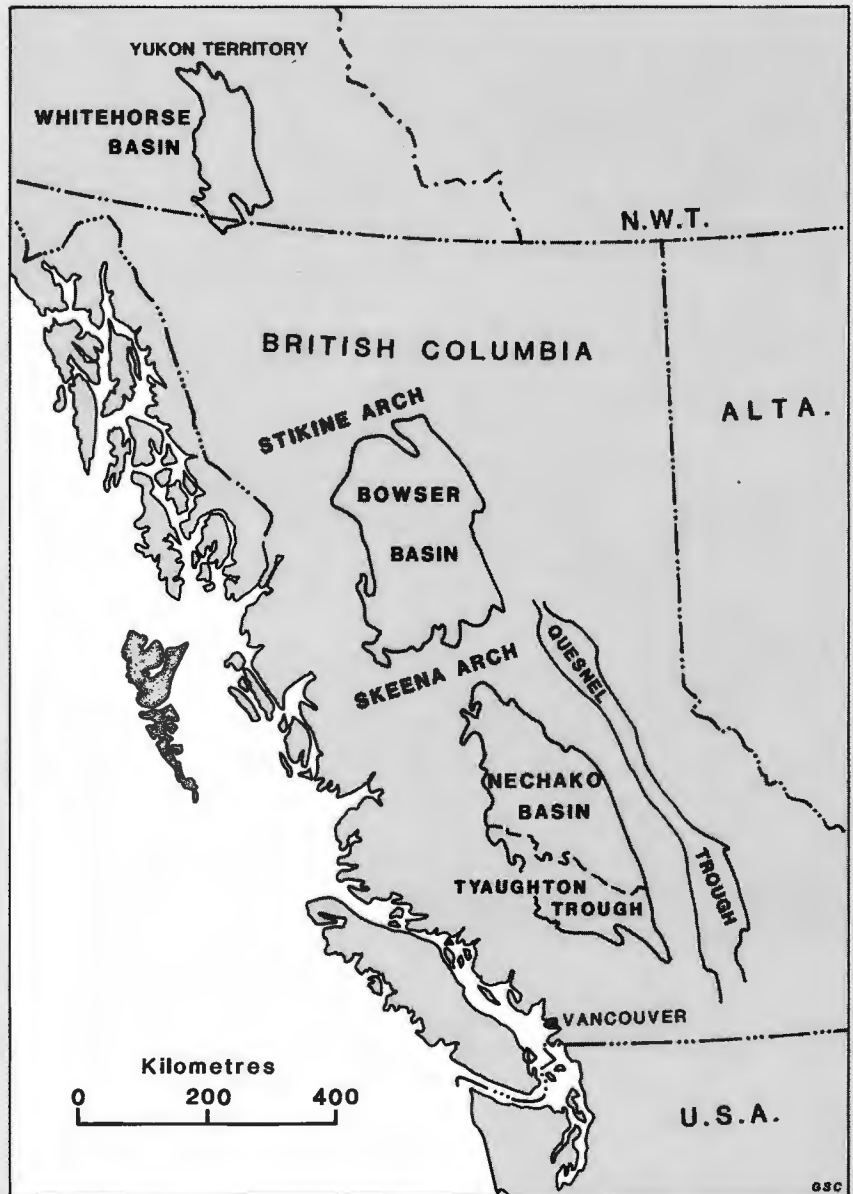 YUKON TERRITORY
WHITEHORSE
BASIN
N.W.T.
BRITISH COLUMBIA
ALTA.
STIKINE ARCH
BOWSER
BASIN
SKEENA ARCH
QUESNEL
TROUGH
NECHAKO
BASIN
TYAUGHTON
TROUGH
VANCOUVER
Kilometres
0 200 400
U.S.A.
GSC